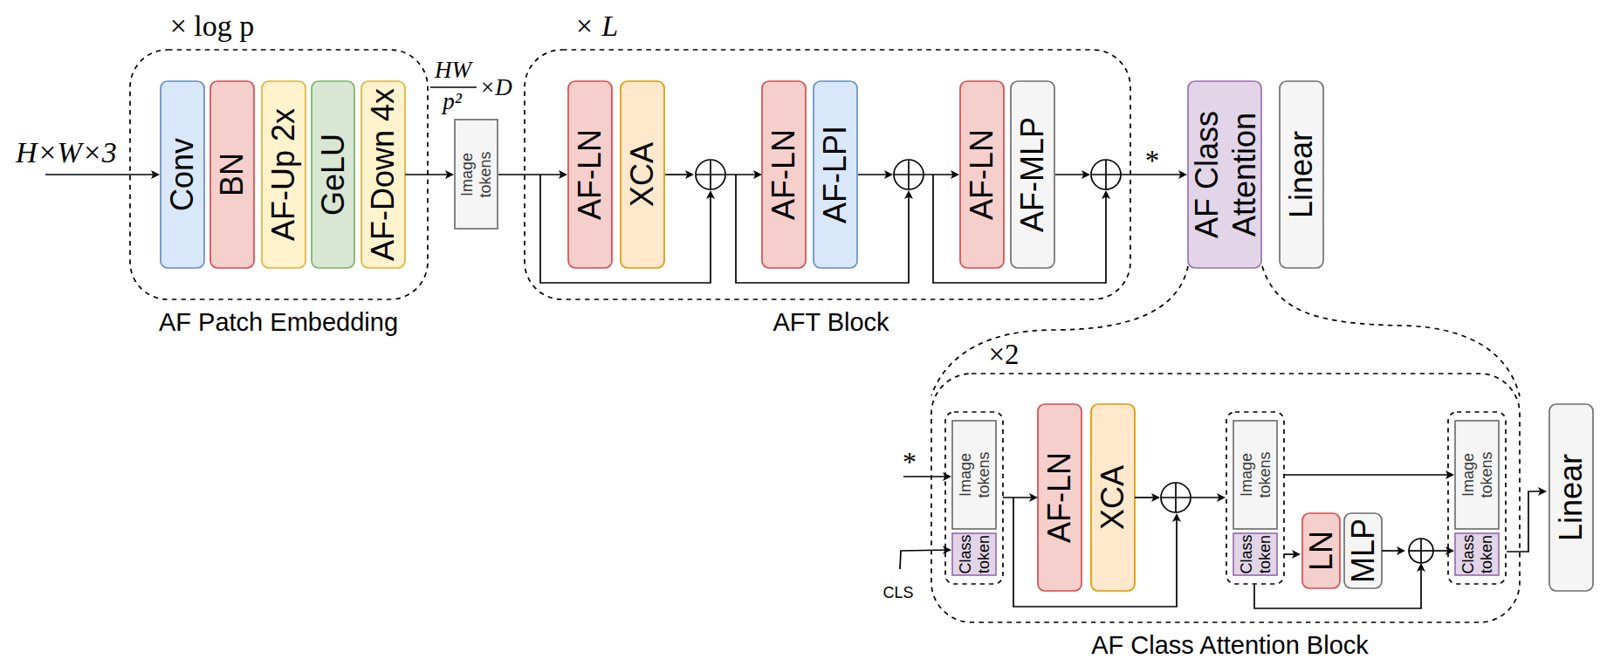 × log p
H×W×3
Conv
BN
AF-Up 2x
GeLU
AF-Down 4x
AF Patch Embedding
HW
p² ×D
Image
tokens
× L
AF-LN
XCA
AF-LN
AF-LPI
AF-LN
AF-MLP
AFT Block
*
AF Class
Attention
Linear
×2
*
CLS
Image
tokens
Class
token
AF-LN
XCA
Image
tokens
Class
token
LN
MLP
Image
tokens
Class
token
Linear
AF Class Attention Block